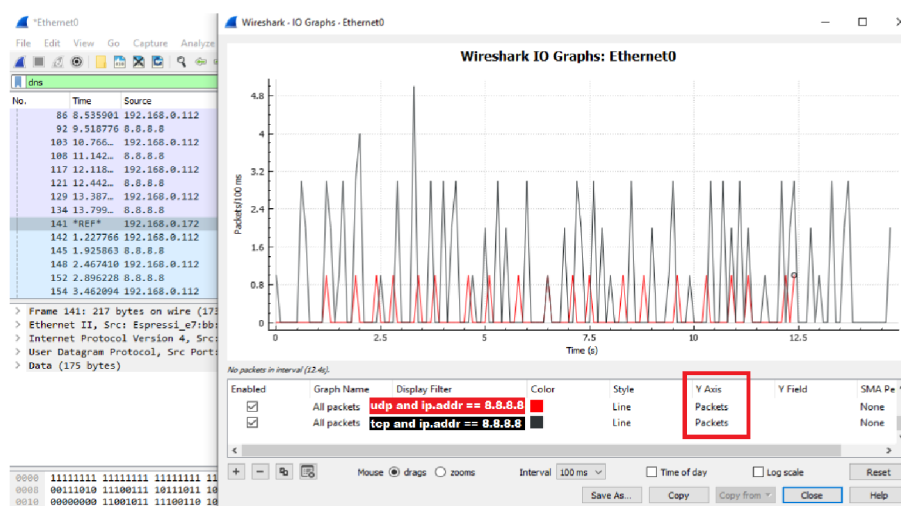 *Ethernet0
File Edit View Go Capture Analyze
dns
No. Time Source
86 8.535901 192.168.0.112
92 9.518776 8.8.8.8
103 10.766… 192.168.0.112
108 11.142… 8.8.8.8
117 12.118… 192.168.0.112
121 12.442… 8.8.8.8
129 13.387… 192.168.0.112
134 13.799… 8.8.8.8
141 *REF* 192.168.0.172
142 1.227766 192.168.0.112
145 1.925863 8.8.8.8
148 2.467410 192.168.0.112
152 2.896228 8.8.8.8
154 3.462094 192.168.0.112
> Frame 141: 217 bytes on wire (173
> Ethernet II, Src: Espressi_e7:bb:
> Internet Protocol Version 4, Src:
> User Datagram Protocol, Src Port:
> Data (175 bytes)
0000 11111111 11111111 11111111 11
0008 00111010 11100111 10111011 10
0010 00000000 11001011 11100110 10
Wireshark · IO Graphs · Ethernet0
Wireshark IO Graphs: Ethernet0
Packets/100 ms
4.8
4
3.2
2.4
1.6
0.8
0
0 2.5 5 7.5 10 12.5
Time (s)
No packets in interval (12.4s).
Enabled Graph Name Display Filter Color Style Y Axis Y Field SMA Pe
All packets udp and ip.addr == 8.8.8.8 Line Packets None
All packets tcp and ip.addr == 8.8.8.8 Line Packets None
+ − Mouse drags zooms Interval 100 ms Time of day Log scale Reset
Save As… Copy Copy from Close Help